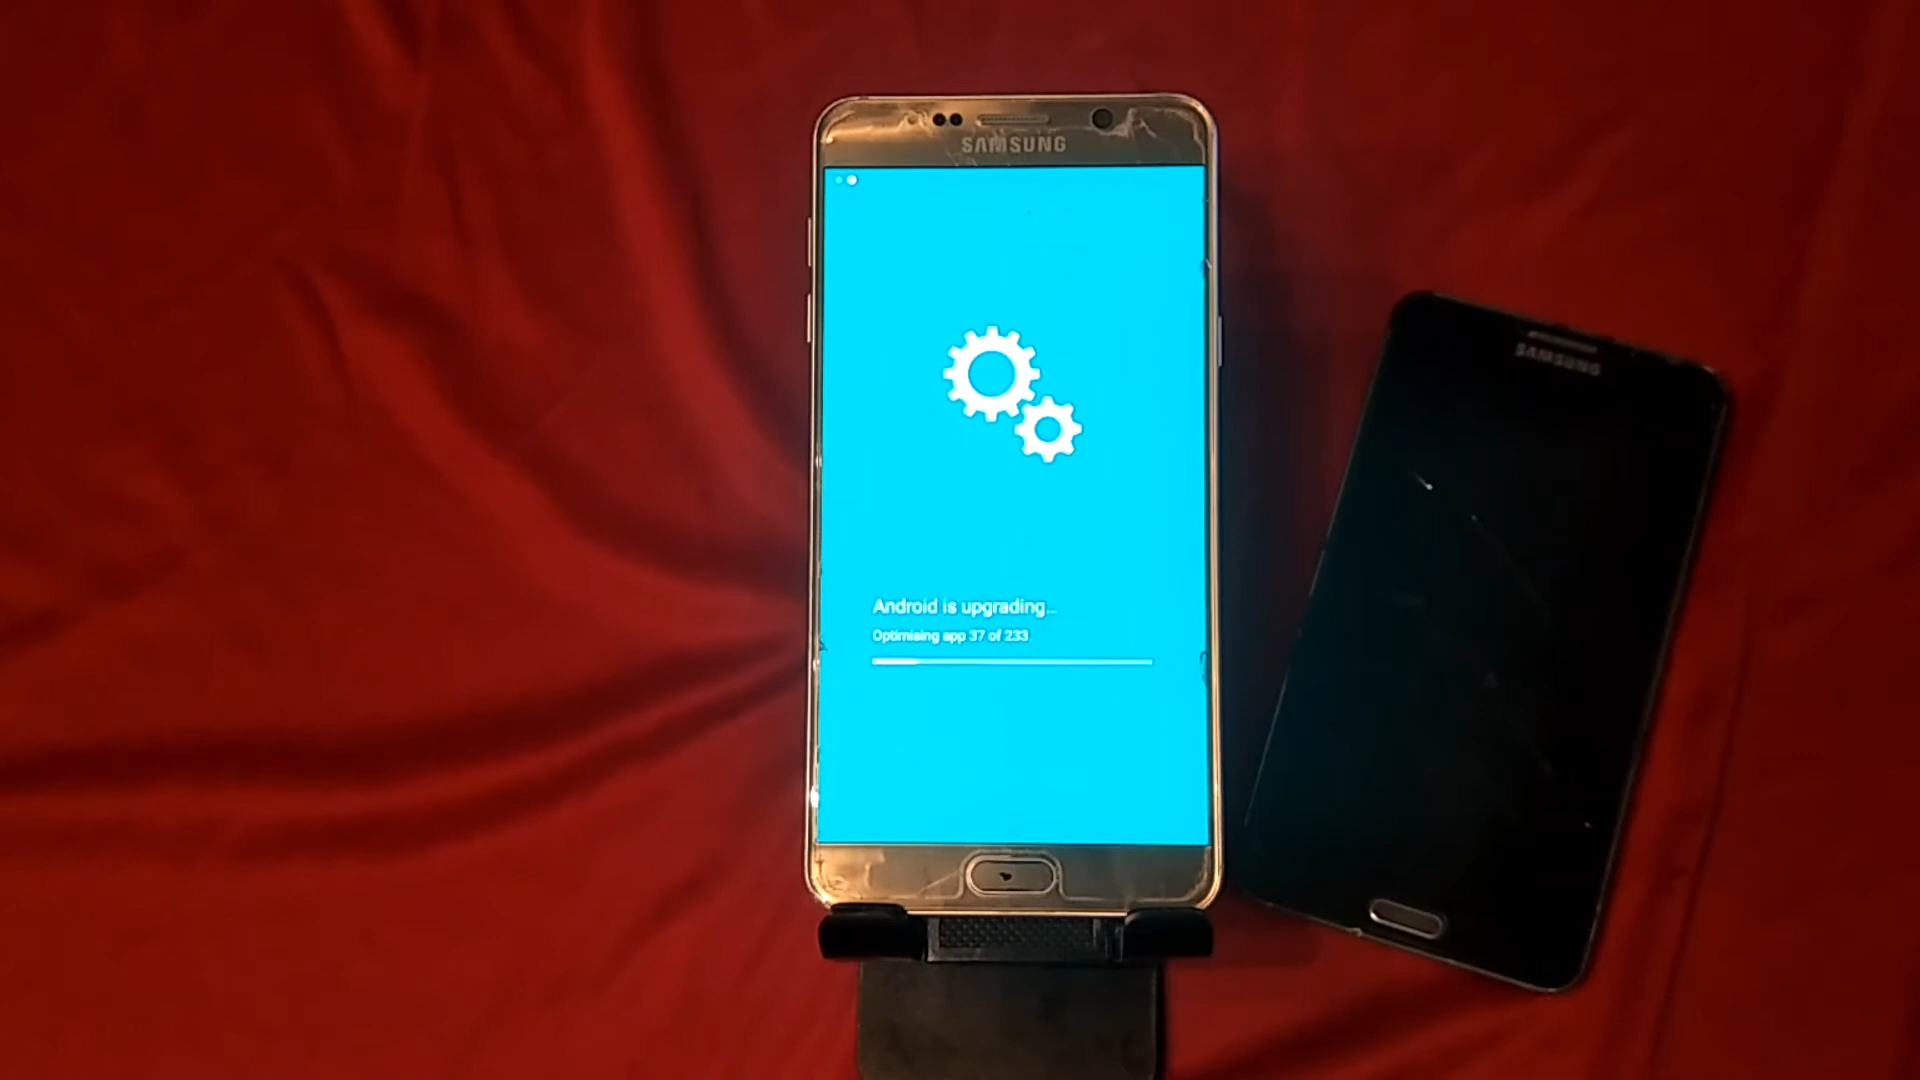 SAMSUNG
Android is upgrading...
Optimising app 37 of 233
SAMSUNG